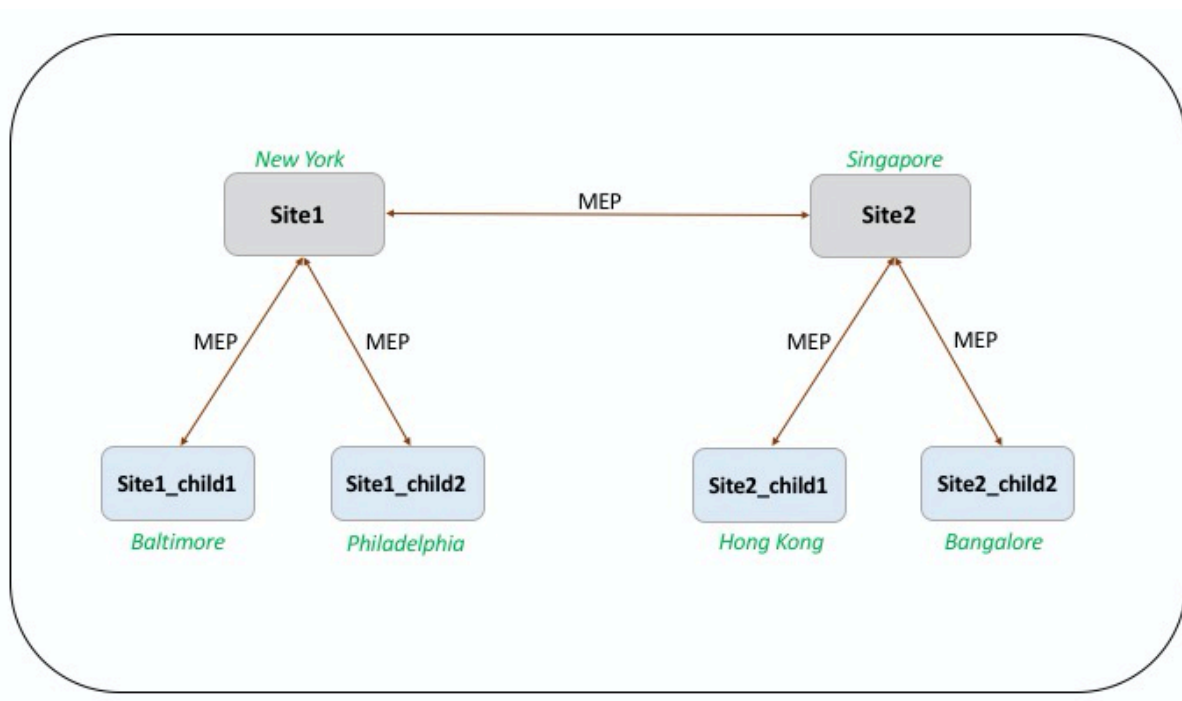 New York
Singapore
Site1
MEP
Site2
MEP
MEP
MEP
MEP
Site1_child1
Site1_child2
Site2_child1
Site2_child2
Baltimore
Philadelphia
Hong Kong
Bangalore